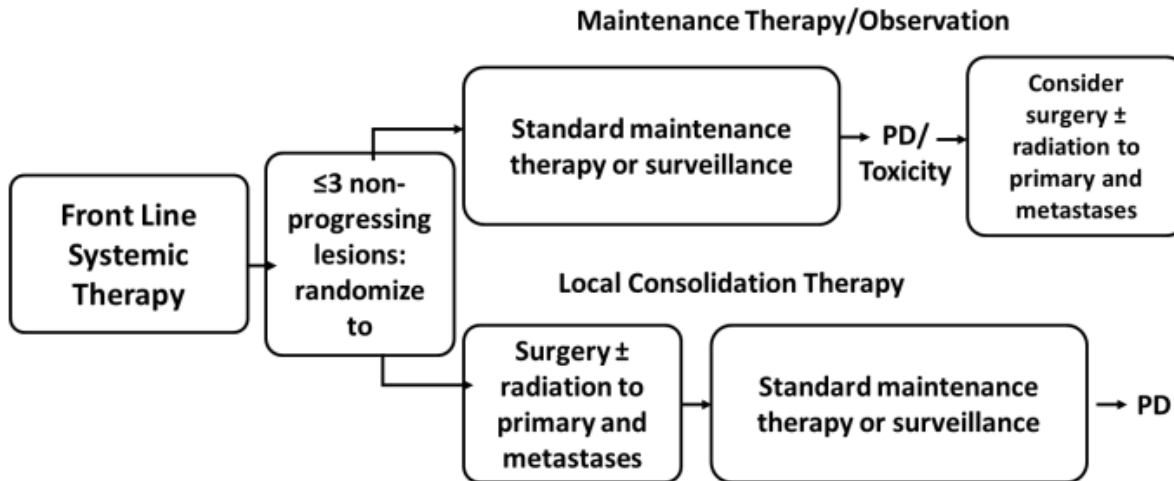 Maintenance Therapy/Observation
Front Line
Systemic
Therapy
≤3 non-
progressing
lesions:
randomize
to
Standard maintenance
therapy or surveillance
PD/
Toxicity
Consider
surgery ±
radiation to
primary and
metastases
Local Consolidation Therapy
Surgery ±
radiation to
primary and
metastases
Standard maintenance
therapy or surveillance
PD